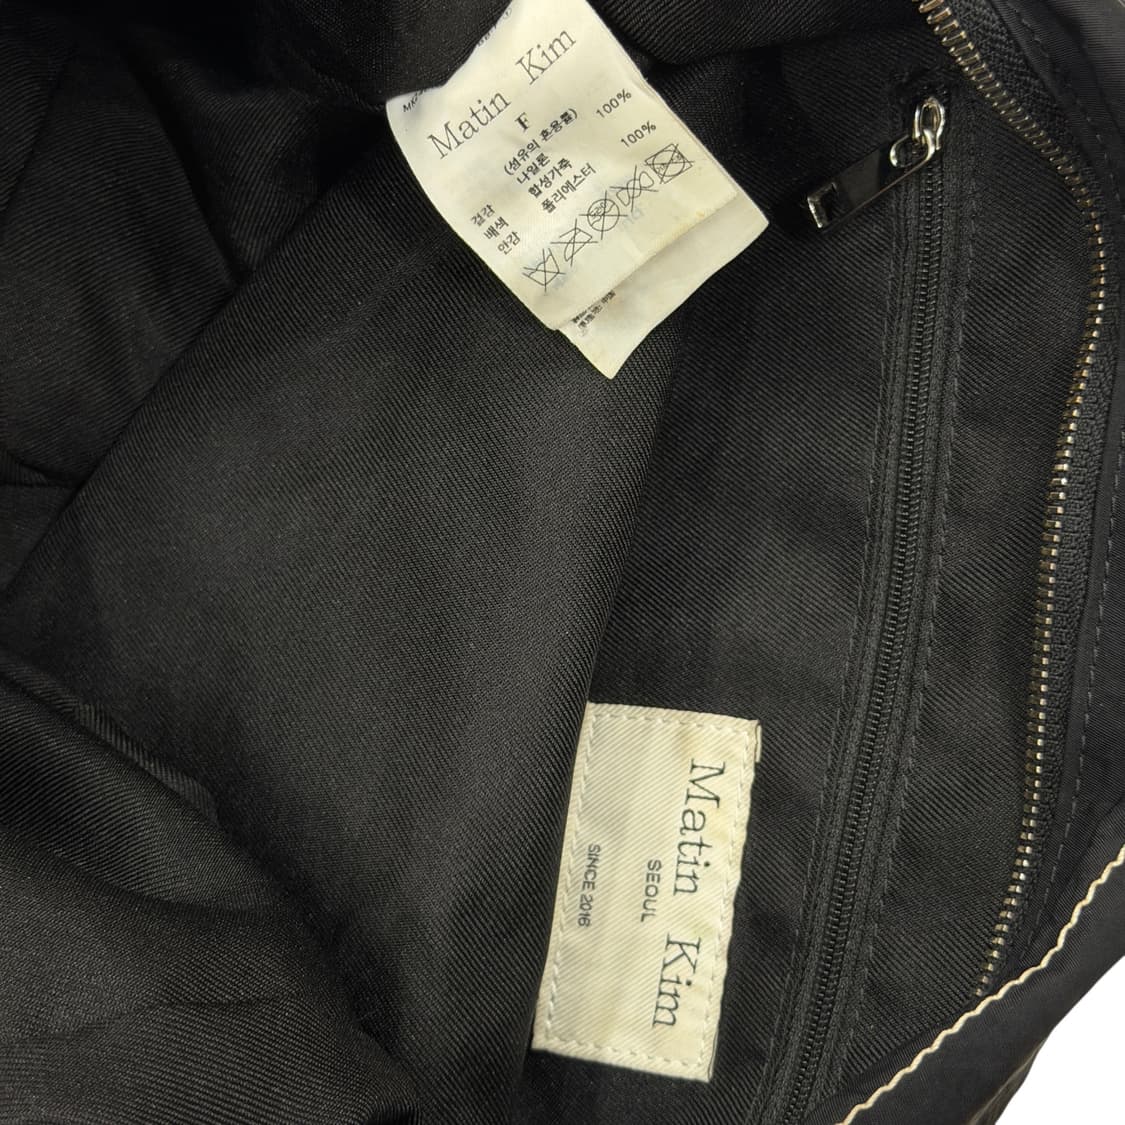 Matin Kim
F
(섬유의 혼용률)
겉감 나일론 100%
배색 합성가죽
안감 폴리에스터 100%
Matin Kim
SEOUL
SINCE 2016